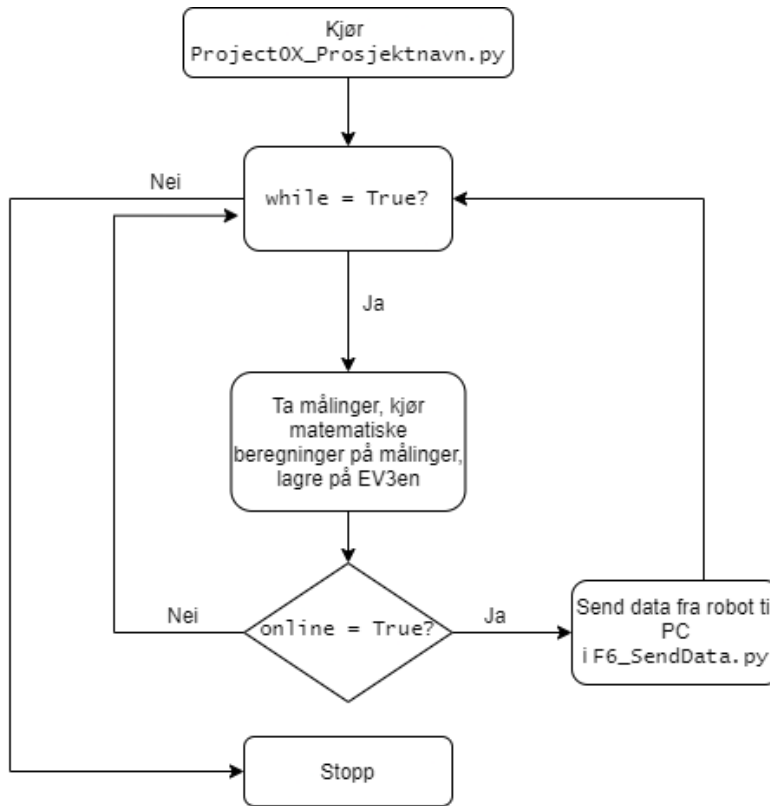 Kjør
ProjectOX_Prosjektnavn.py
Nei
while = True?
Ja
Ta målinger, kjør
matematiske
beregninger på målinger,
lagre på EV3en
Nei
online = True?
Ja
Send data fra robot ti
PC
i F6_SendData.py
Stopp